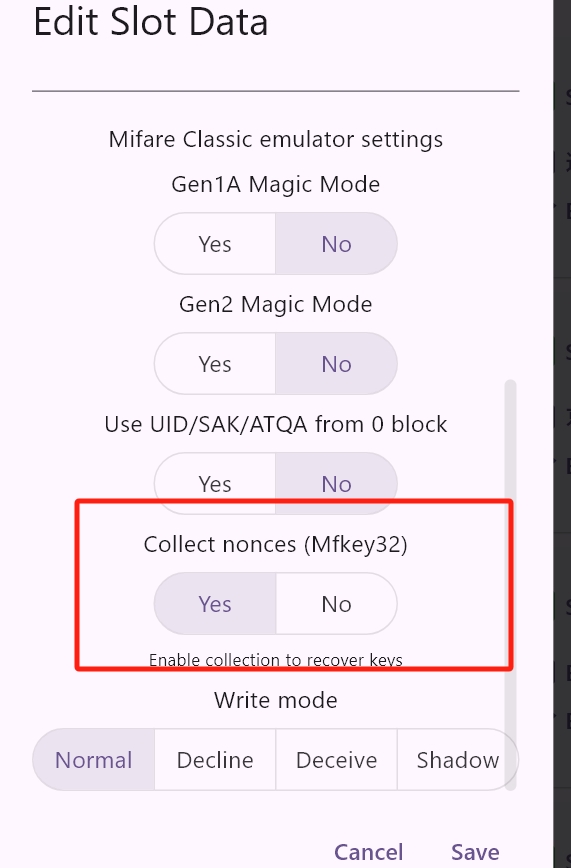 Edit Slot Data
Mifare Classic emulator settings
Gen1A Magic Mode
Yes No
Gen2 Magic Mode
Yes No
Use UID/SAK/ATQA from 0 block
Yes No
Collect nonces (Mfkey32)
Yes No
Enable collection to recover keys
Write mode
Normal Decline Deceive Shadow
Cancel Save